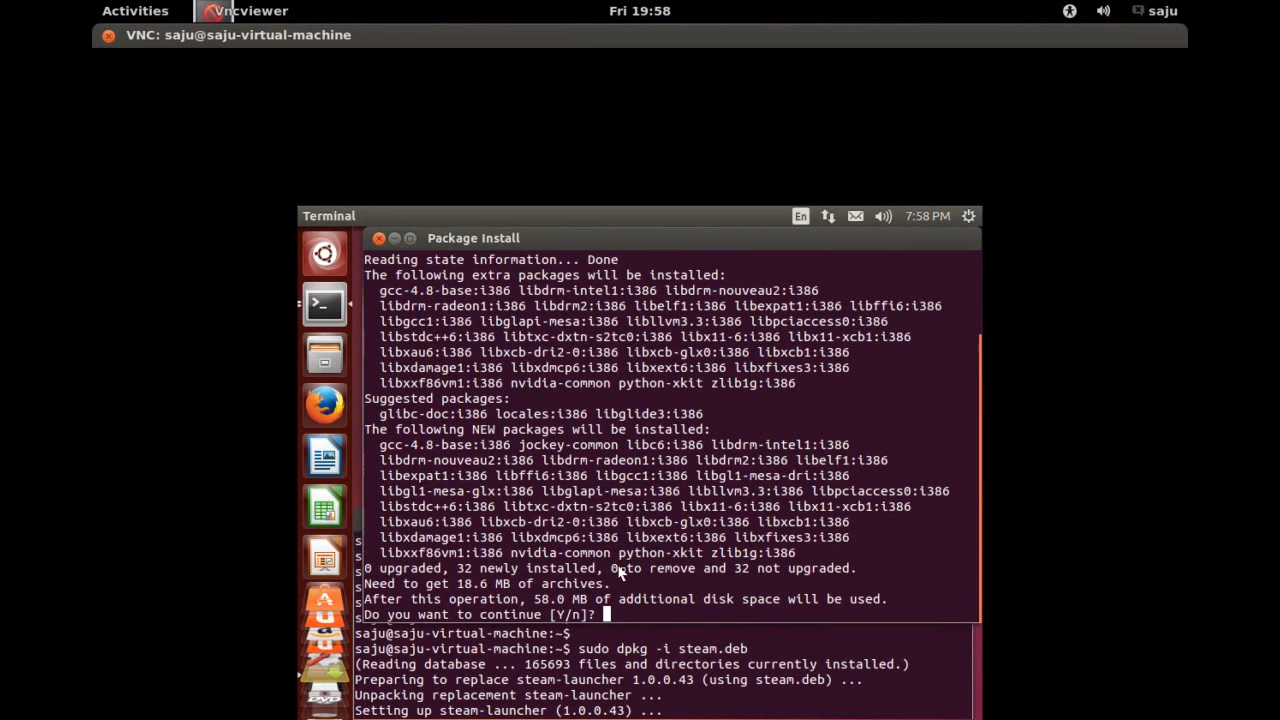 Activities
Vncviewer
Fri 19:58
saju
VNC: saju@saju-virtual-machine
Terminal
En
7:58 PM
Package Install
Reading state information... Done
The following extra packages will be installed:
gcc-4.8-base:i386 libdrm-intel1:i386 libdrm-nouveau2:i386
libdrm-radeon1:i386 libdrm2:i386 libelf1:i386 libexpat1:i386 libffi6:i386
libgcc1:i386 libglapi-mesa:i386 libllvm3.3:i386 libpciaccess0:i386
libstdc++6:i386 libtxc-dxtn-s2tc0:i386 libx11-6:i386 libx11-xcb1:i386
libxau6:i386 libxcb-dri2-0:i386 libxcb-glx0:i386 libxcb1:i386
libxdamage1:i386 libxdmcp6:i386 libxext6:i386 libxfixes3:i386
libxxf86vm1:i386 nvidia-common python-xkit zlib1g:i386
Suggested packages:
glibc-doc:i386 locales:i386 libglide3:i386
The following NEW packages will be installed:
gcc-4.8-base:i386 jockey-common libc6:i386 libdrm-intel1:i386
libdrm-nouveau2:i386 libdrm-radeon1:i386 libdrm2:i386 libelf1:i386
libexpat1:i386 libffi6:i386 libgcc1:i386 libgl1-mesa-dri:i386
libgl1-mesa-glx:i386 libglapi-mesa:i386 libllvm3.3:i386 libpciaccess0:i386
libstdc++6:i386 libtxc-dxtn-s2tc0:i386 libx11-6:i386 libx11-xcb1:i386
libxau6:i386 libxcb-dri2-0:i386 libxcb-glx0:i386 libxcb1:i386
libxdamage1:i386 libxdmcp6:i386 libxext6:i386 libxfixes3:i386
libxxf86vm1:i386 nvidia-common python-xkit zlib1g:i386
0 upgraded, 32 newly installed, 0 to remove and 32 not upgraded.
Need to get 18.6 MB of archives.
After this operation, 58.0 MB of additional disk space will be used.
Do you want to continue [Y/n]?
saju@saju-virtual-machine:~$
saju@saju-virtual-machine:~$ sudo dpkg -i steam.deb
(Reading database ... 165693 files and directories currently installed.)
Preparing to replace steam-launcher 1.0.0.43 (using steam.deb) ...
Unpacking replacement steam-launcher ...
Setting up steam-launcher (1.0.0.43) ...